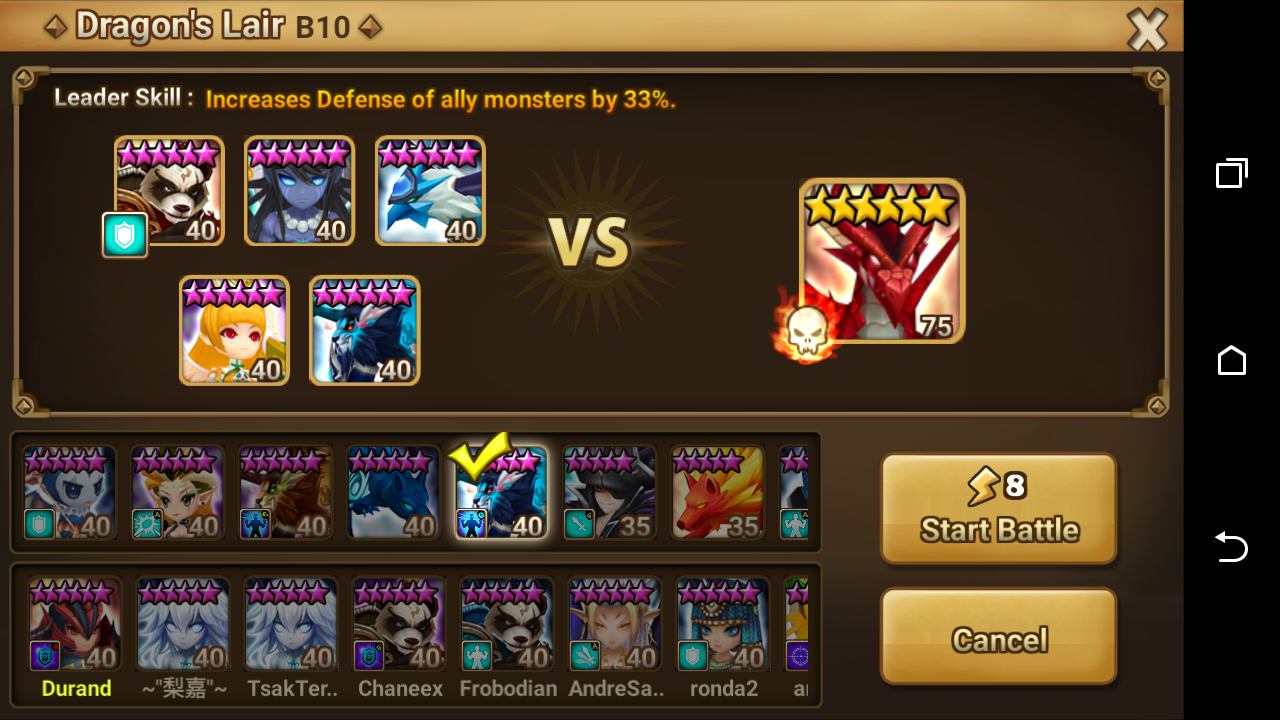 Dragon's Lair B10
Leader Skill : Increases Defense of ally monsters by 33%.
40 40 40
VS
75
40 40
40 40 40 40 40 35 35
8
Start Battle
40 40 40 40 40 40 40
Durand ~"梨嘉"~ TsakTer.. Chaneex Frobodian AndreSa.. ronda2
Cancel